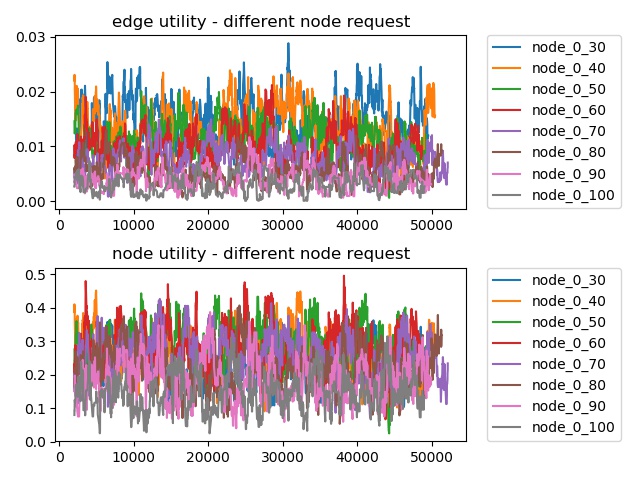 edge utility - different node request
0.03
0.02
0.01
0.00
0 10000 20000 30000 40000 50000
node_0_30
node_0_40
node_0_50
node_0_60
node_0_70
node_0_80
node_0_90
node_0_100
node utility - different node request
0.5
0.4
0.3
0.2
0.1
0.0
0 10000 20000 30000 40000 50000
node_0_30
node_0_40
node_0_50
node_0_60
node_0_70
node_0_80
node_0_90
node_0_100